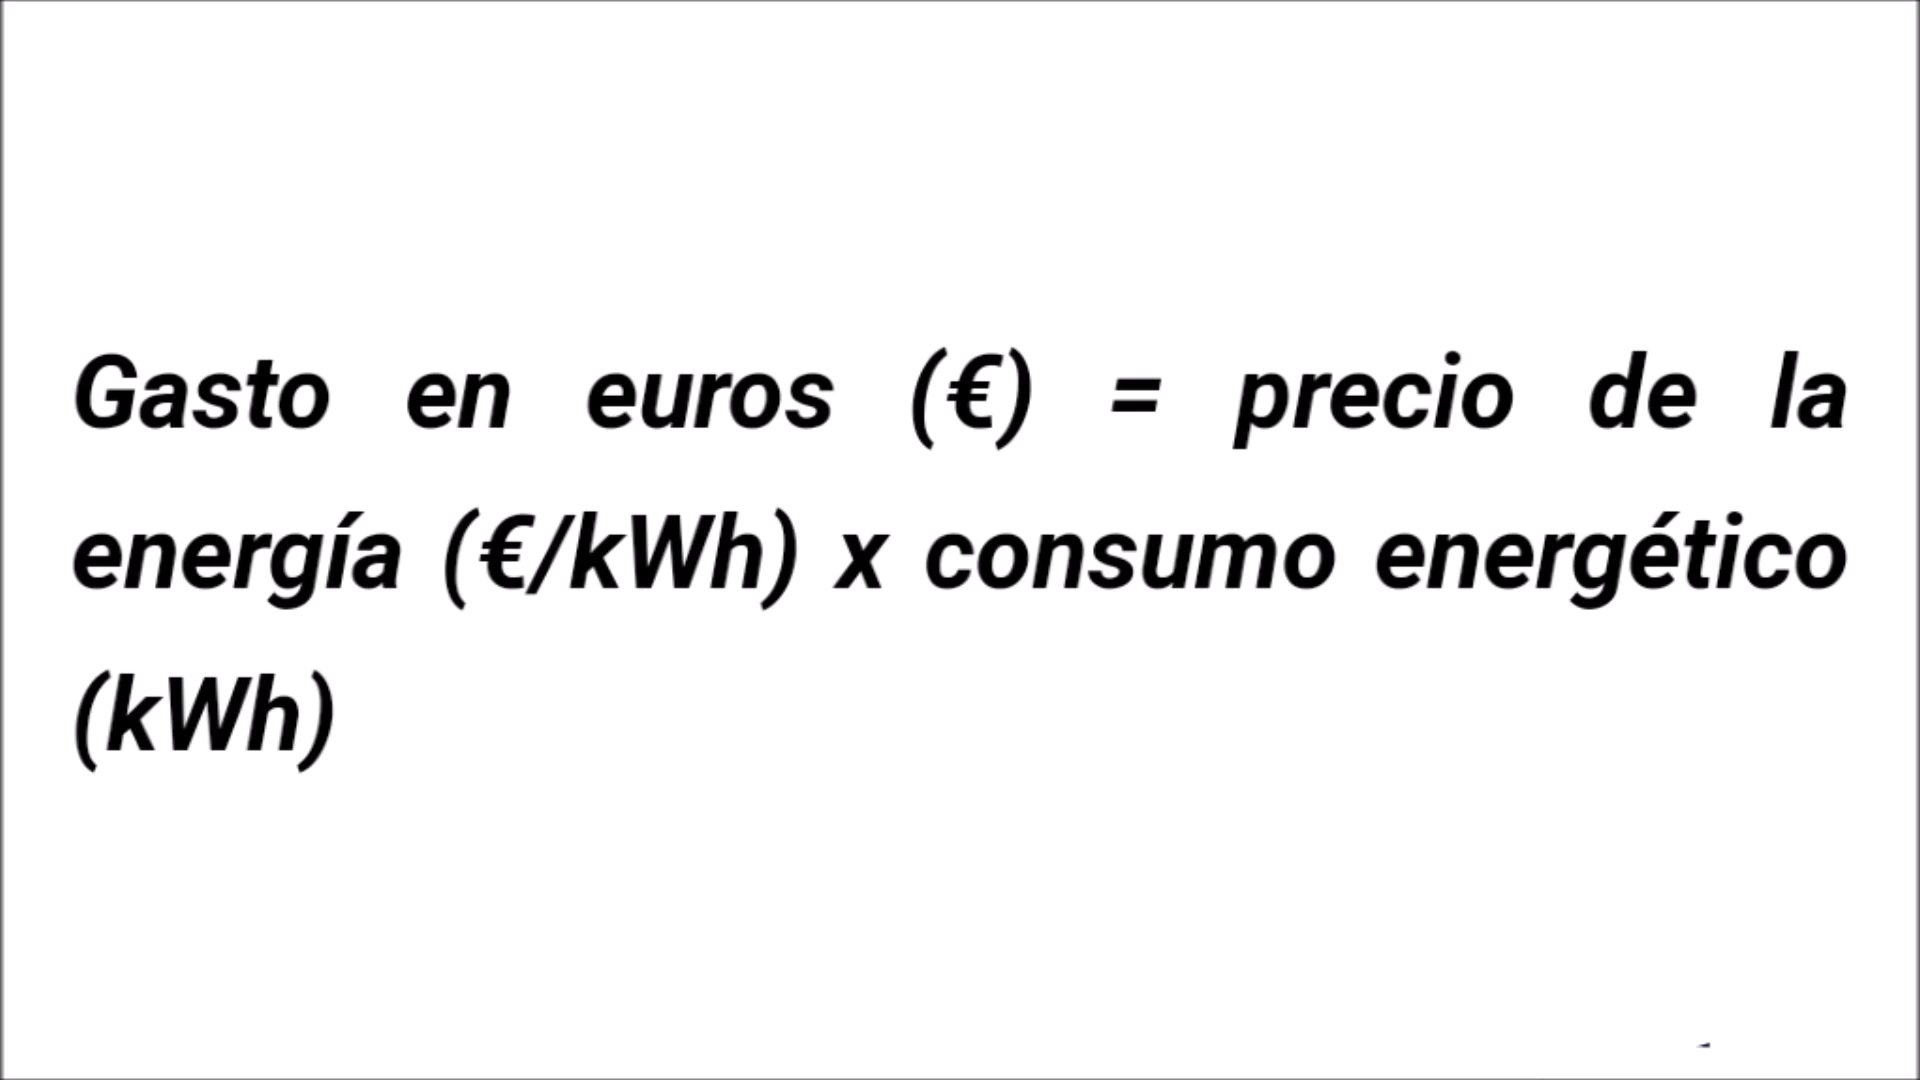 Gasto en euros (€) = precio de la
energía (€/kWh) x consumo energético
(kWh)